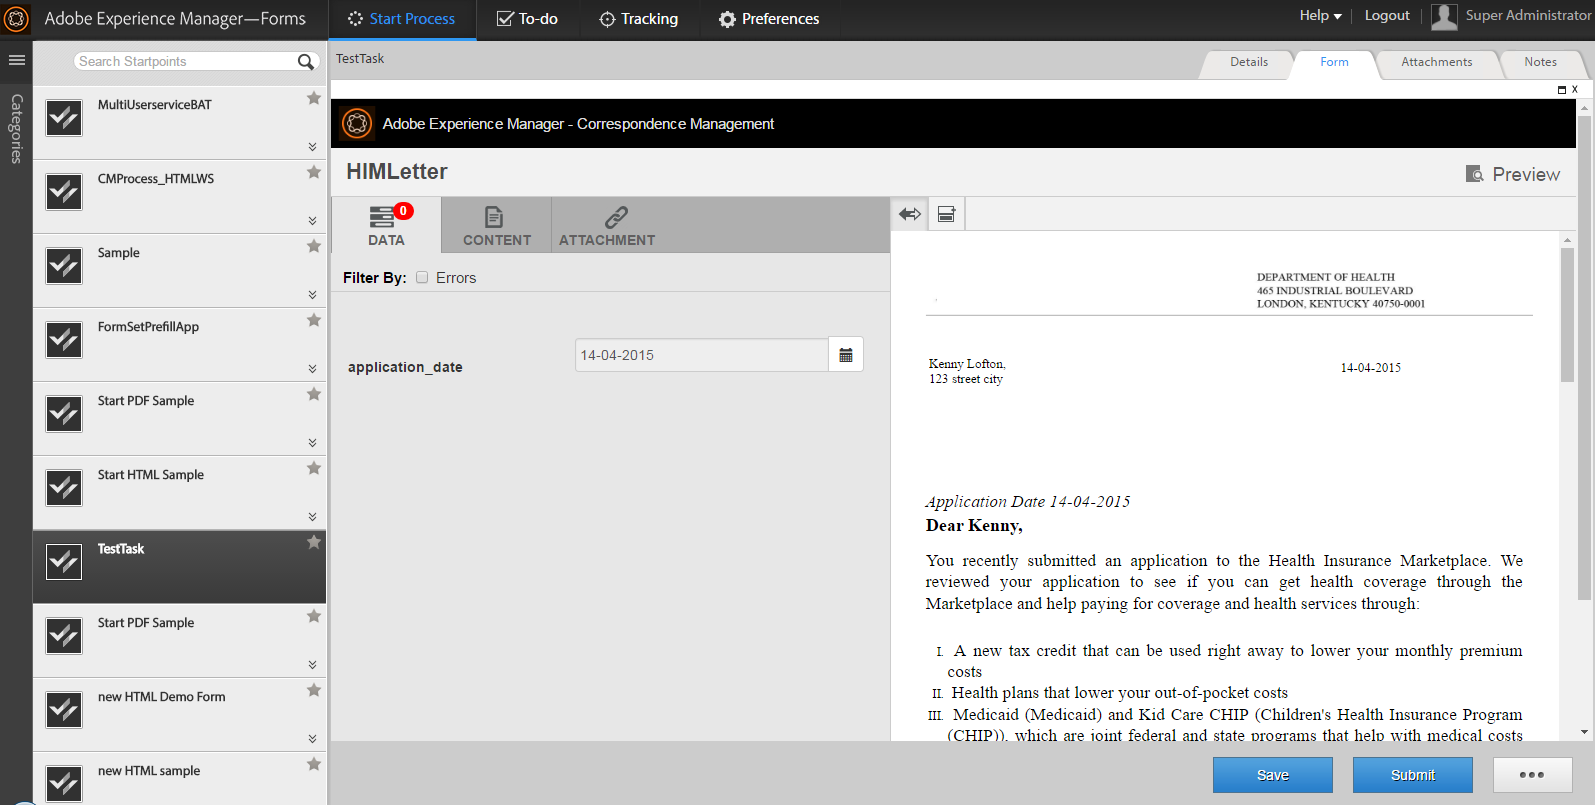 Adobe Experience Manager—Forms
Start Process
To-do
Tracking
Preferences
Help
Logout
Super Administrator
Categories
Search Startpoints
MultiUserserviceBAT
CMProcess_HTMLWS
Sample
FormSetPrefillApp
Start PDF Sample
Start HTML Sample
TestTask
Start PDF Sample
new HTML Demo Form
new HTML sample
TestTask
Details
Form
Attachments
Notes
X
Adobe Experience Manager - Correspondence Management
HIMLetter
Preview
0
DATA
CONTENT
ATTACHMENT
Filter By:
Errors
application_date
14-04-2015
DEPARTMENT OF HEALTH
465 INDUSTRIAL BOULEVARD
LONDON, KENTUCKY 40750-0001
Kenny Lofton,
123 street city
14-04-2015
Application Date 14-04-2015
Dear Kenny,
You recently submitted an application to the Health Insurance Marketplace. We
reviewed your application to see if you can get health coverage through the
Marketplace and help paying for coverage and health services through:
I. A new tax credit that can be used right away to lower your monthly premium
costs
II. Health plans that lower your out-of-pocket costs
III. Medicaid (Medicaid) and Kid Care CHIP (Children's Health Insurance Program
(CHIP)), which are joint federal and state programs that help with medical costs
Save
Submit